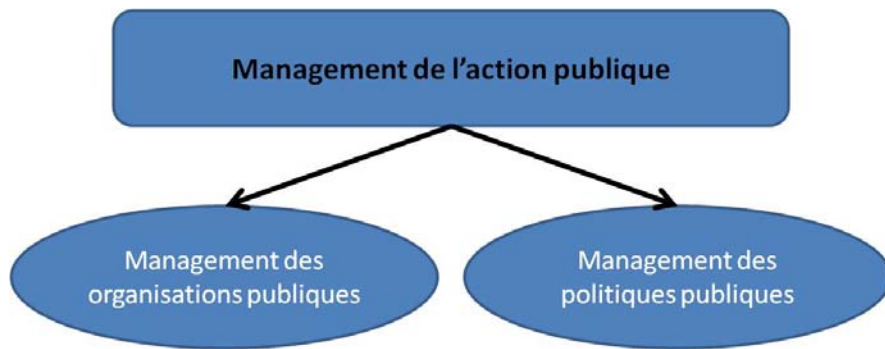 Management de l'action publique
Management des
organisations publiques
Management des
politiques publiques